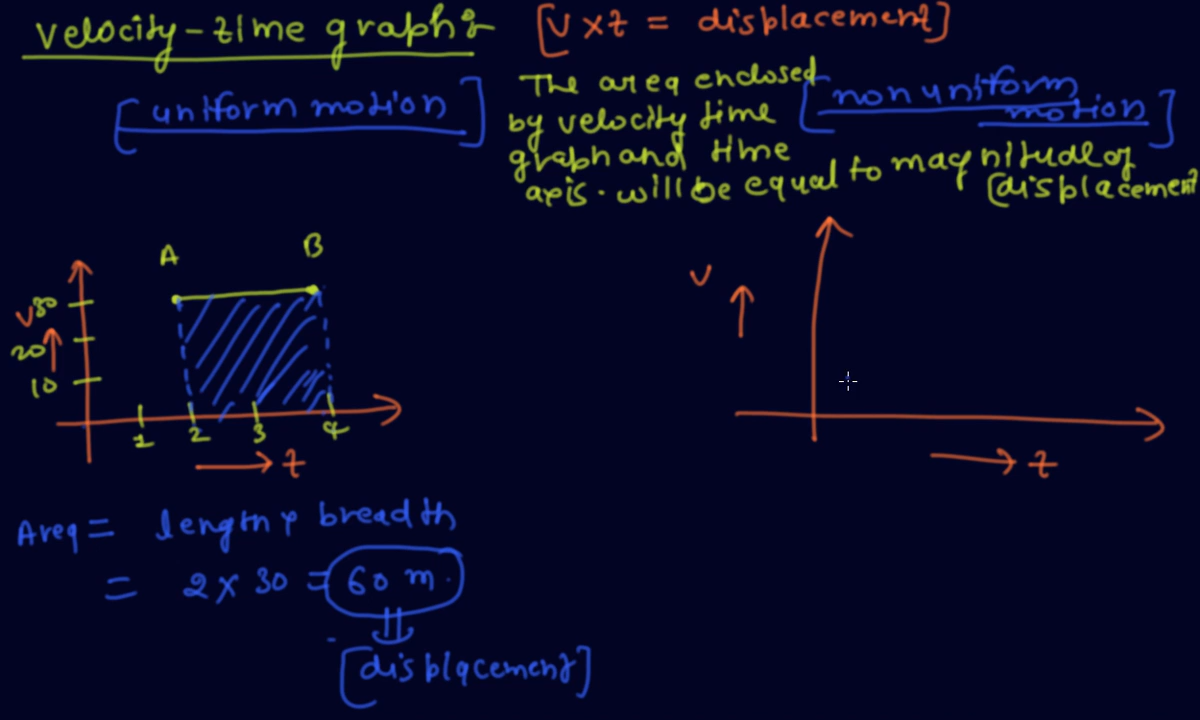 velocity-time graphs [v x t = displacement]
[uniform motion]
The area enclosed
by velocity time
graph and time
axis. will be equal to magnitude of
[displacement
[non uniform
motion]
A B
v 30
20
10
1 2 3 4
t
v
t
Area = length x breadth
= 2 x 30 = 60 m.
[displacement]